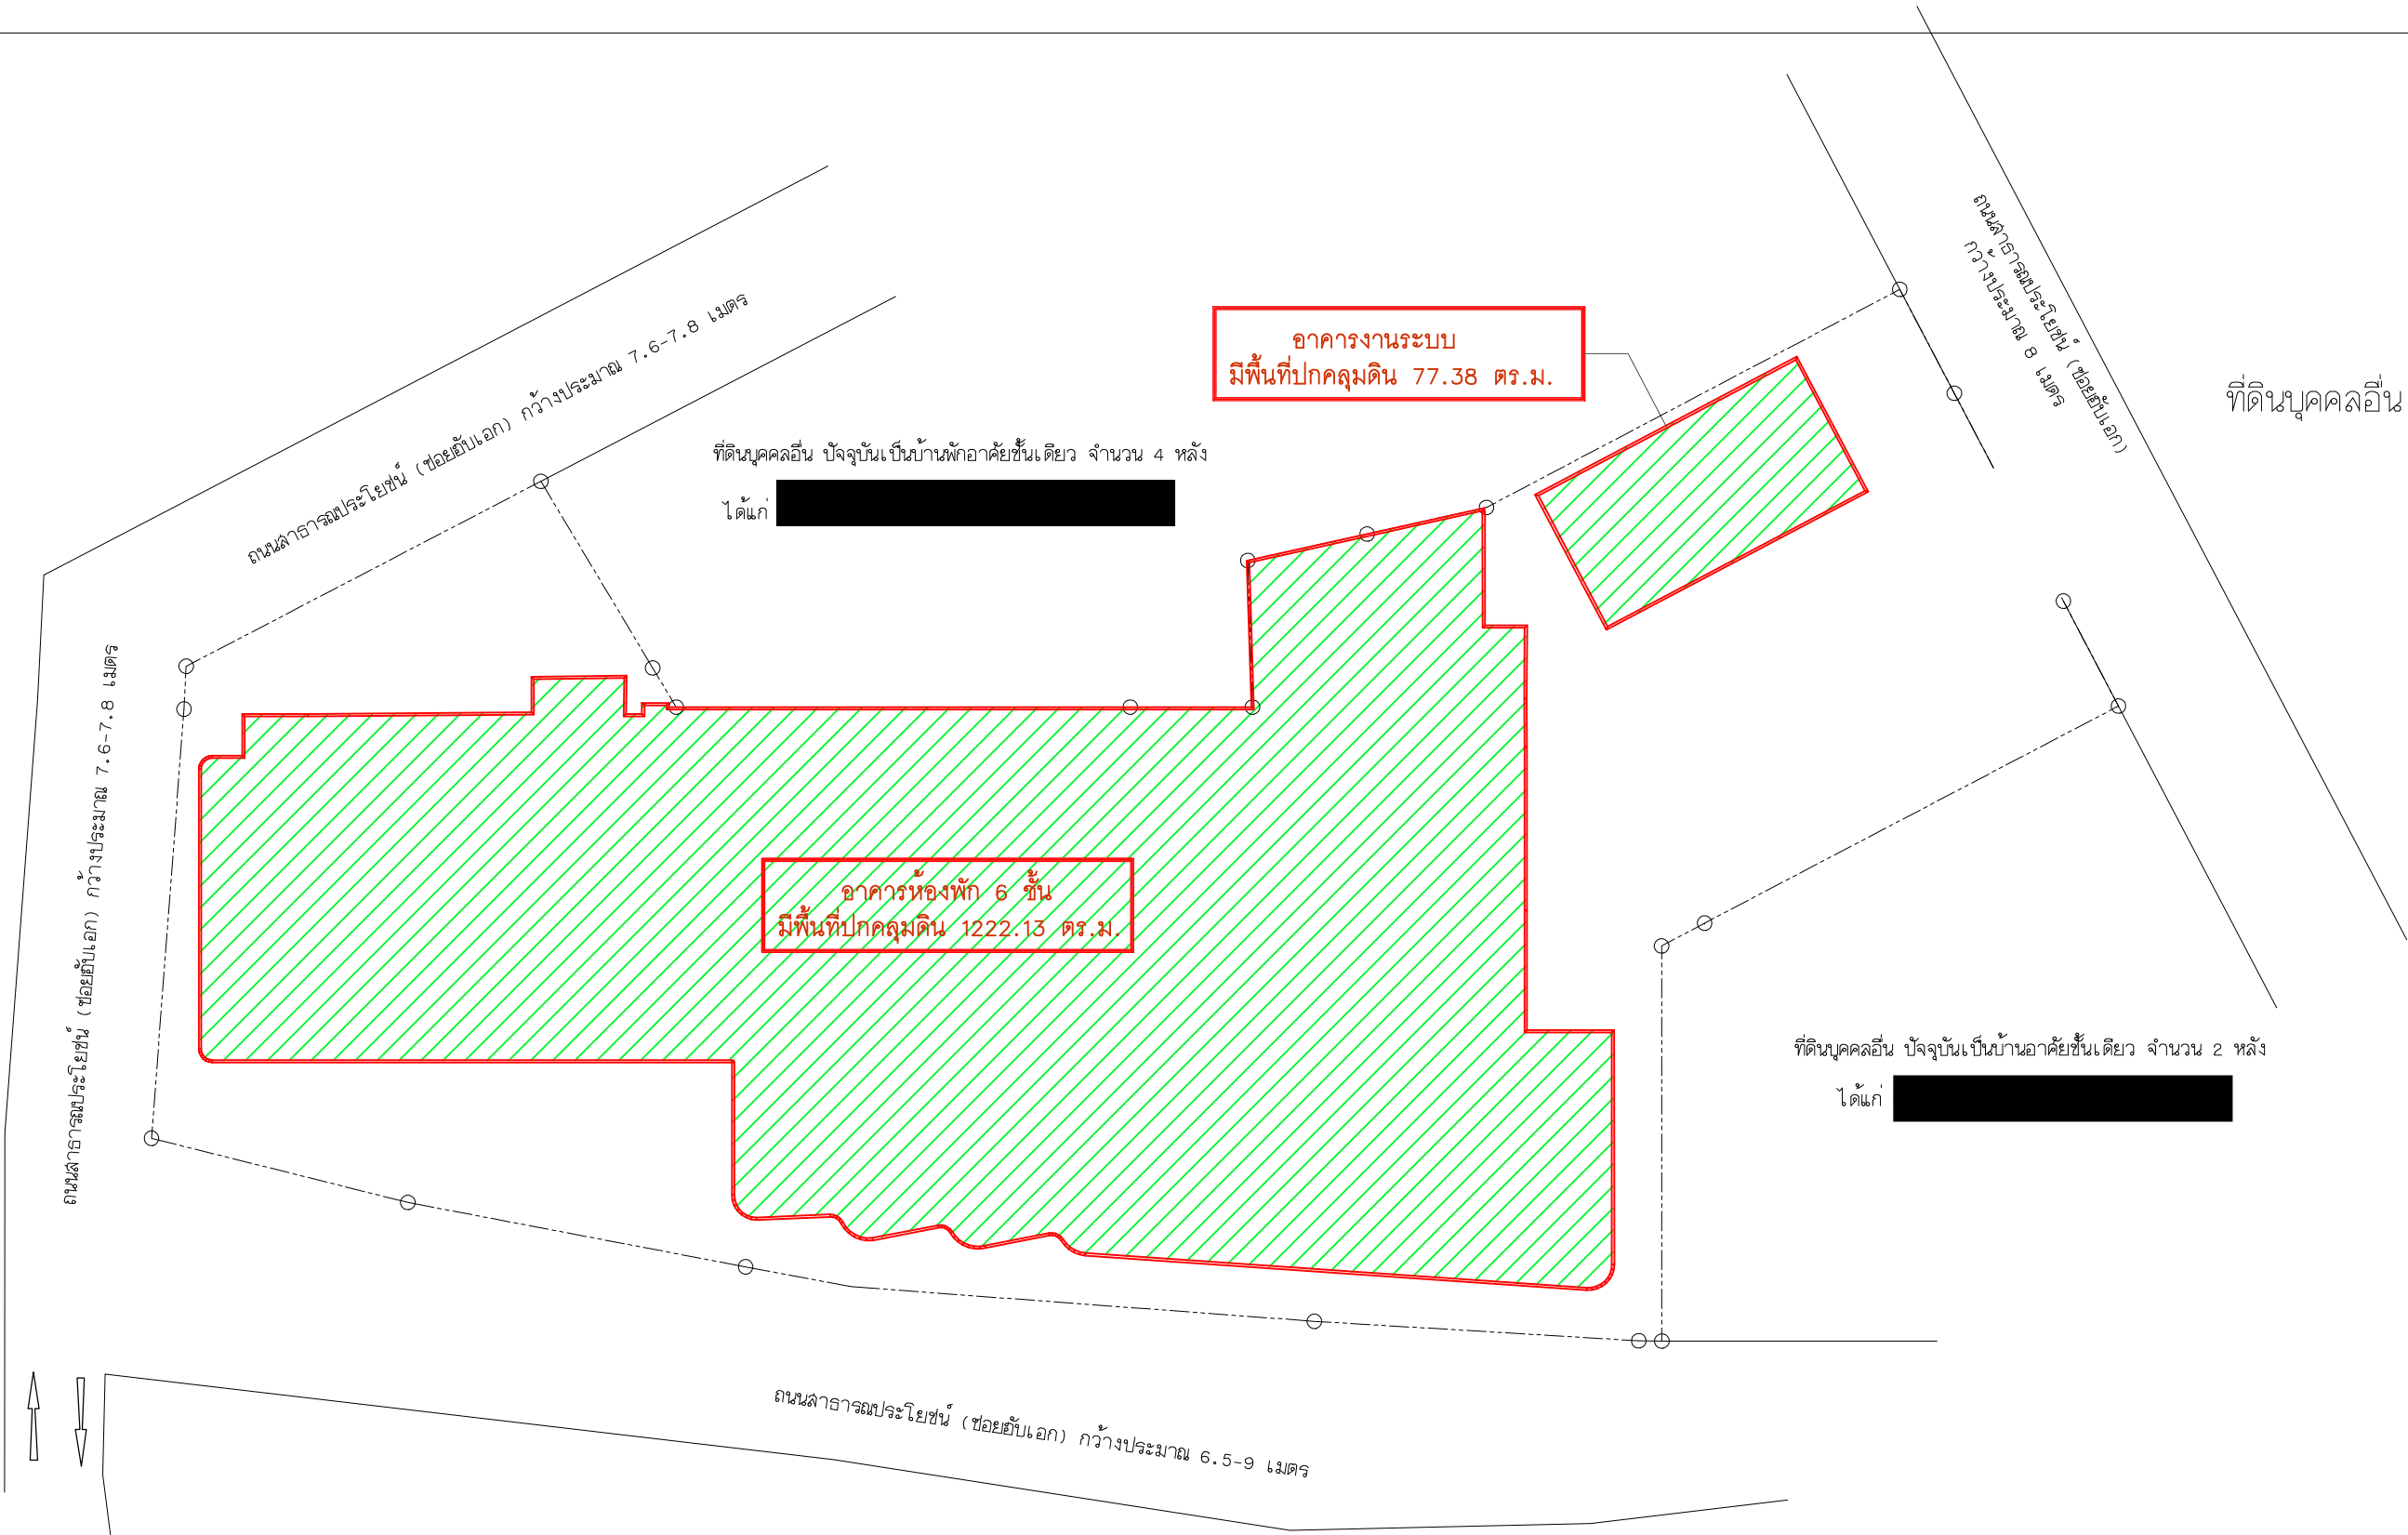 ถนนสาธารณประโยชน์ (ซอยฮับเอก)
กว้างประมาณ 8 เมตร
ถนนสาธารณประโยชน์ (ซอยฮับเอก) กว้างประมาณ 7.6-7.8 เมตร
อาคารงานระบบ
มีพื้นที่ปกคลุมดิน 77.38 ตร.ม.
ที่ดินบุคคลอื่น
ที่ดินบุคคลอื่น ปัจจุบันเป็นบ้านพักอาศัยชั้นเดียว จำนวน 4 หลัง
ได้แก่
ถนนสาธารณประโยชน์ (ซอยฮับเอก) กว้างประมาณ 7.6-7.8 เมตร
อาคารห้องพัก 6 ชั้น
มีพื้นที่ปกคลุมดิน 1222.13 ตร.ม.
ที่ดินบุคคลอื่น ปัจจุบันเป็นบ้านอาศัยชั้นเดียว จำนวน 2 หลัง
ได้แก่
ถนนสาธารณประโยชน์ (ซอยฮับเอก) กว้างประมาณ 6.5-9 เมตร